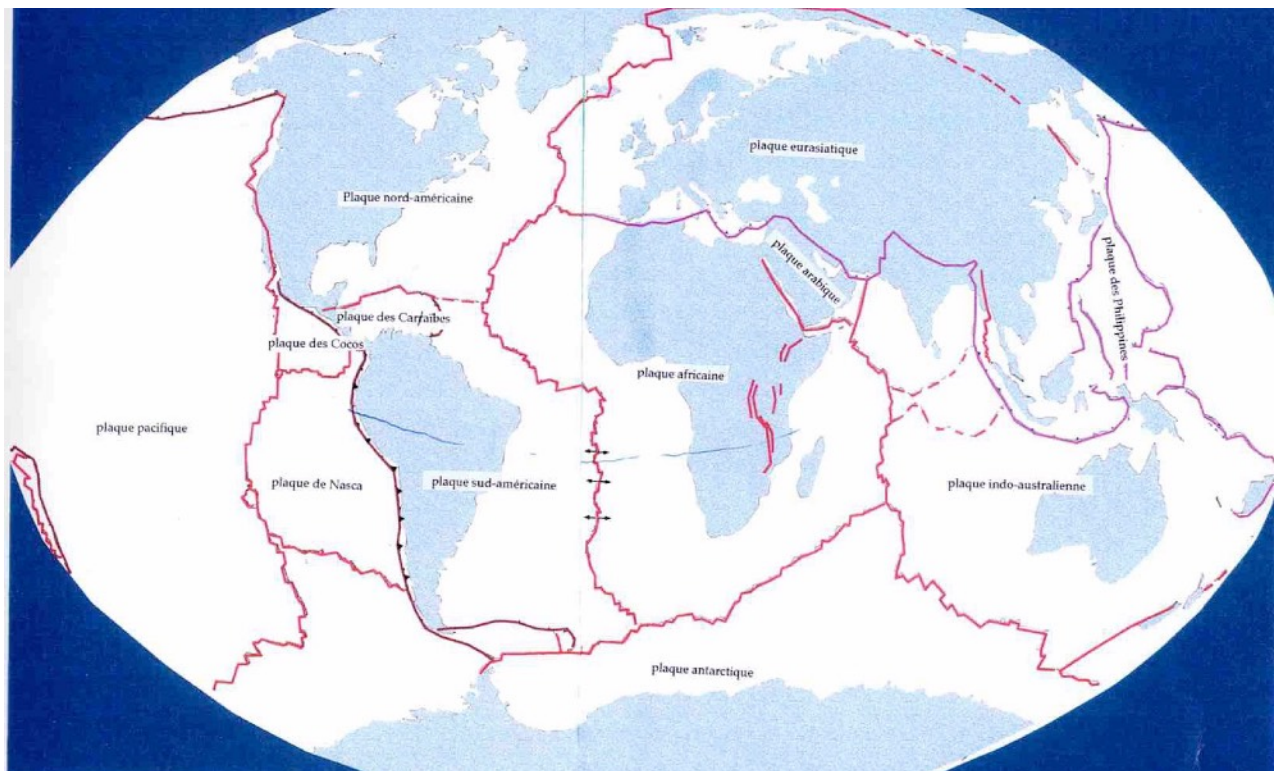 plaque eurasiatique
Plaque nord-américaine
plaque arabique
plaque des Philippines
plaque des Carraïbes
plaque des Cocos
plaque africaine
plaque pacifique
plaque de Nasca
plaque sud-américaine
plaque indo-australienne
plaque antarctique